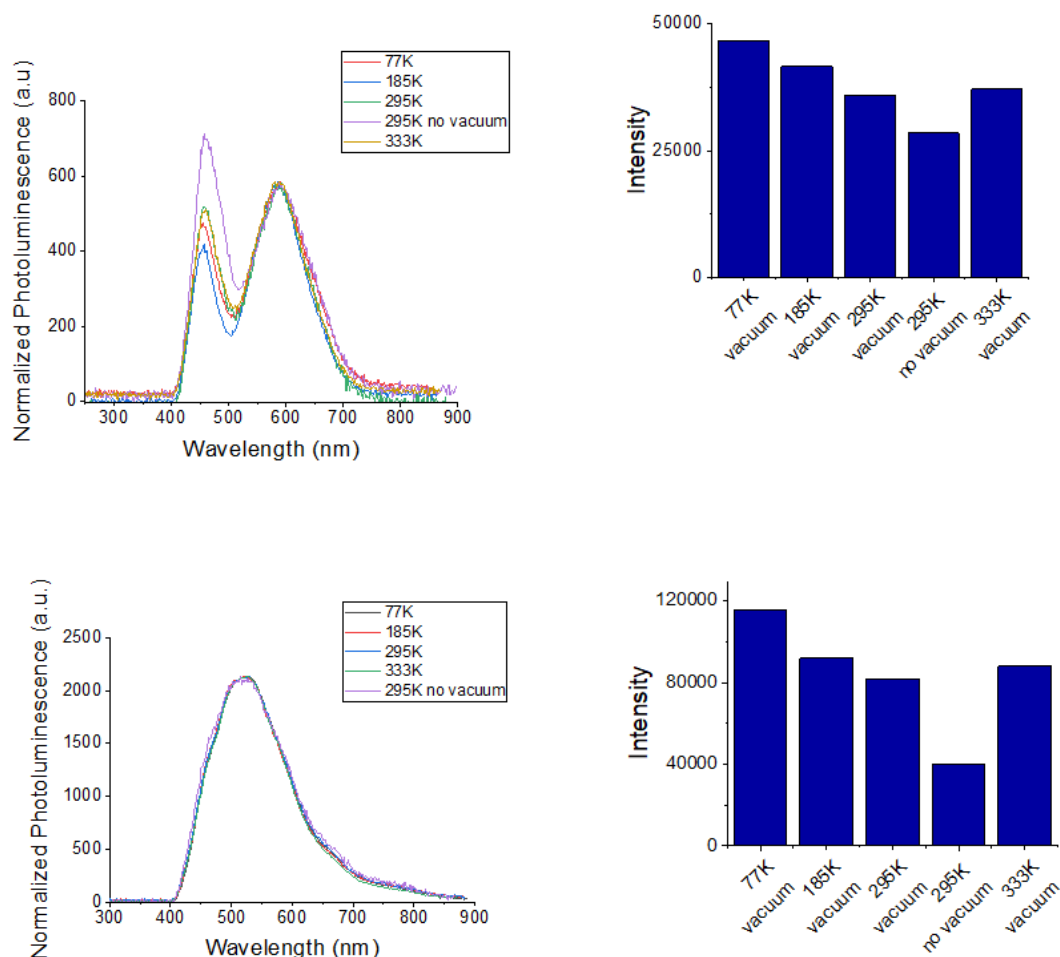 Normalized Photoluminescence (a.u)
800
600
400
200
0
300 400 500 600 700 800 900
Wavelength (nm)
77K
185K
295K
295K no vacuum
333K
Intensity
50000
25000
0
77K
vacuum
185K
vacuum
295K
vacuum
295K
no vacuum
333K
vacuum
Normalized Photoluminescence (a.u.)
2500
2000
1500
1000
500
0
300 400 500 600 700 800 900
Wavelength (nm)
77K
185K
295K
333K
295K no vacuum
Intensity
120000
80000
40000
0
77K
vacuum
185K
vacuum
295K
vacuum
295K
no vacuum
333K
vacuum